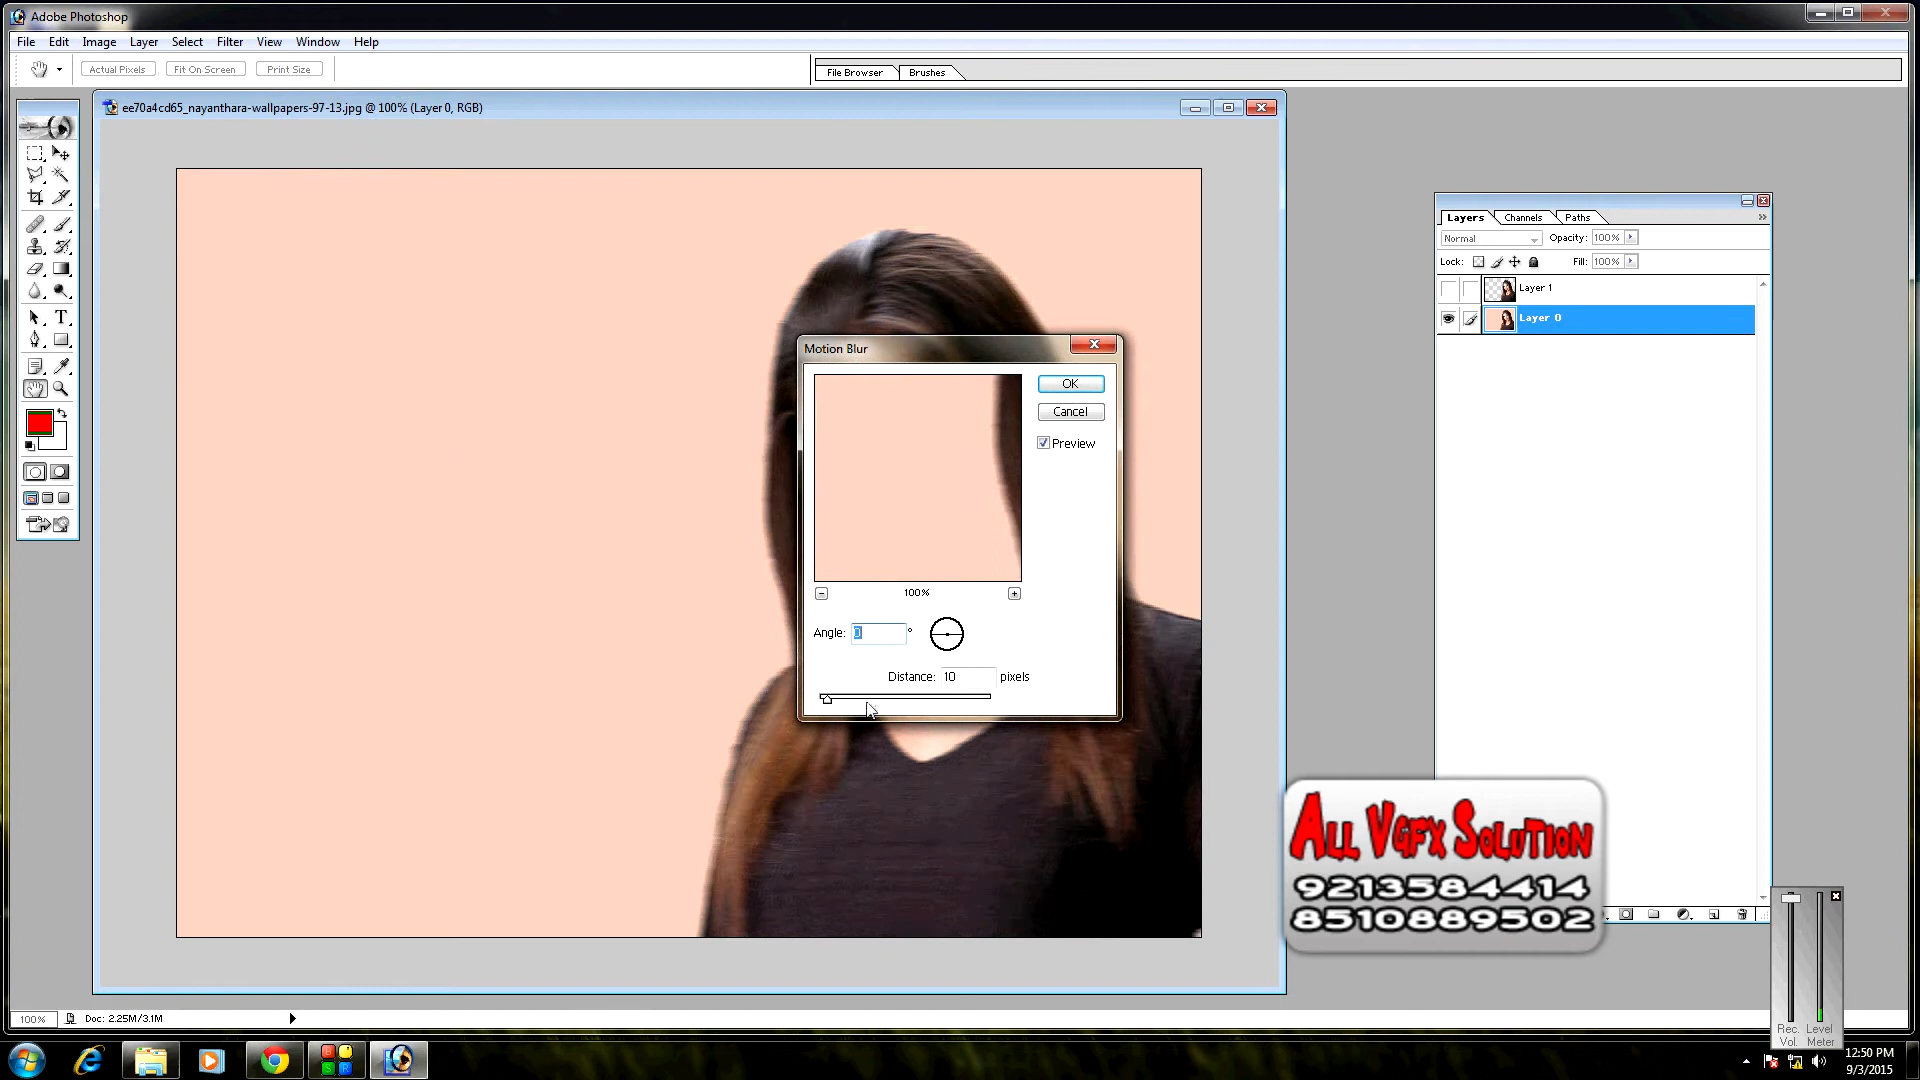 Adobe Photoshop
File Edit Image Layer Select Filter View Window Help
Actual Pixels Fit On Screen Print Size File Browser Brushes
ee70a4cd65_nayanthara-wallpapers-97-13.jpg @ 100% (Layer 0, RGB)
Layers Channels Paths
Normal Opacity: 100%
Lock: Fill: 100%
Layer 1
Layer 0
Motion Blur
OK
Cancel
Preview
100%
Angle: 0 °
Distance: 10 pixels
T
ALL VGFX SOLUTION
9213584414
8510889502
100% Doc: 2.25M/3.1M
Rec. Level
Vol. Meter
12:50 PM
9/3/2015